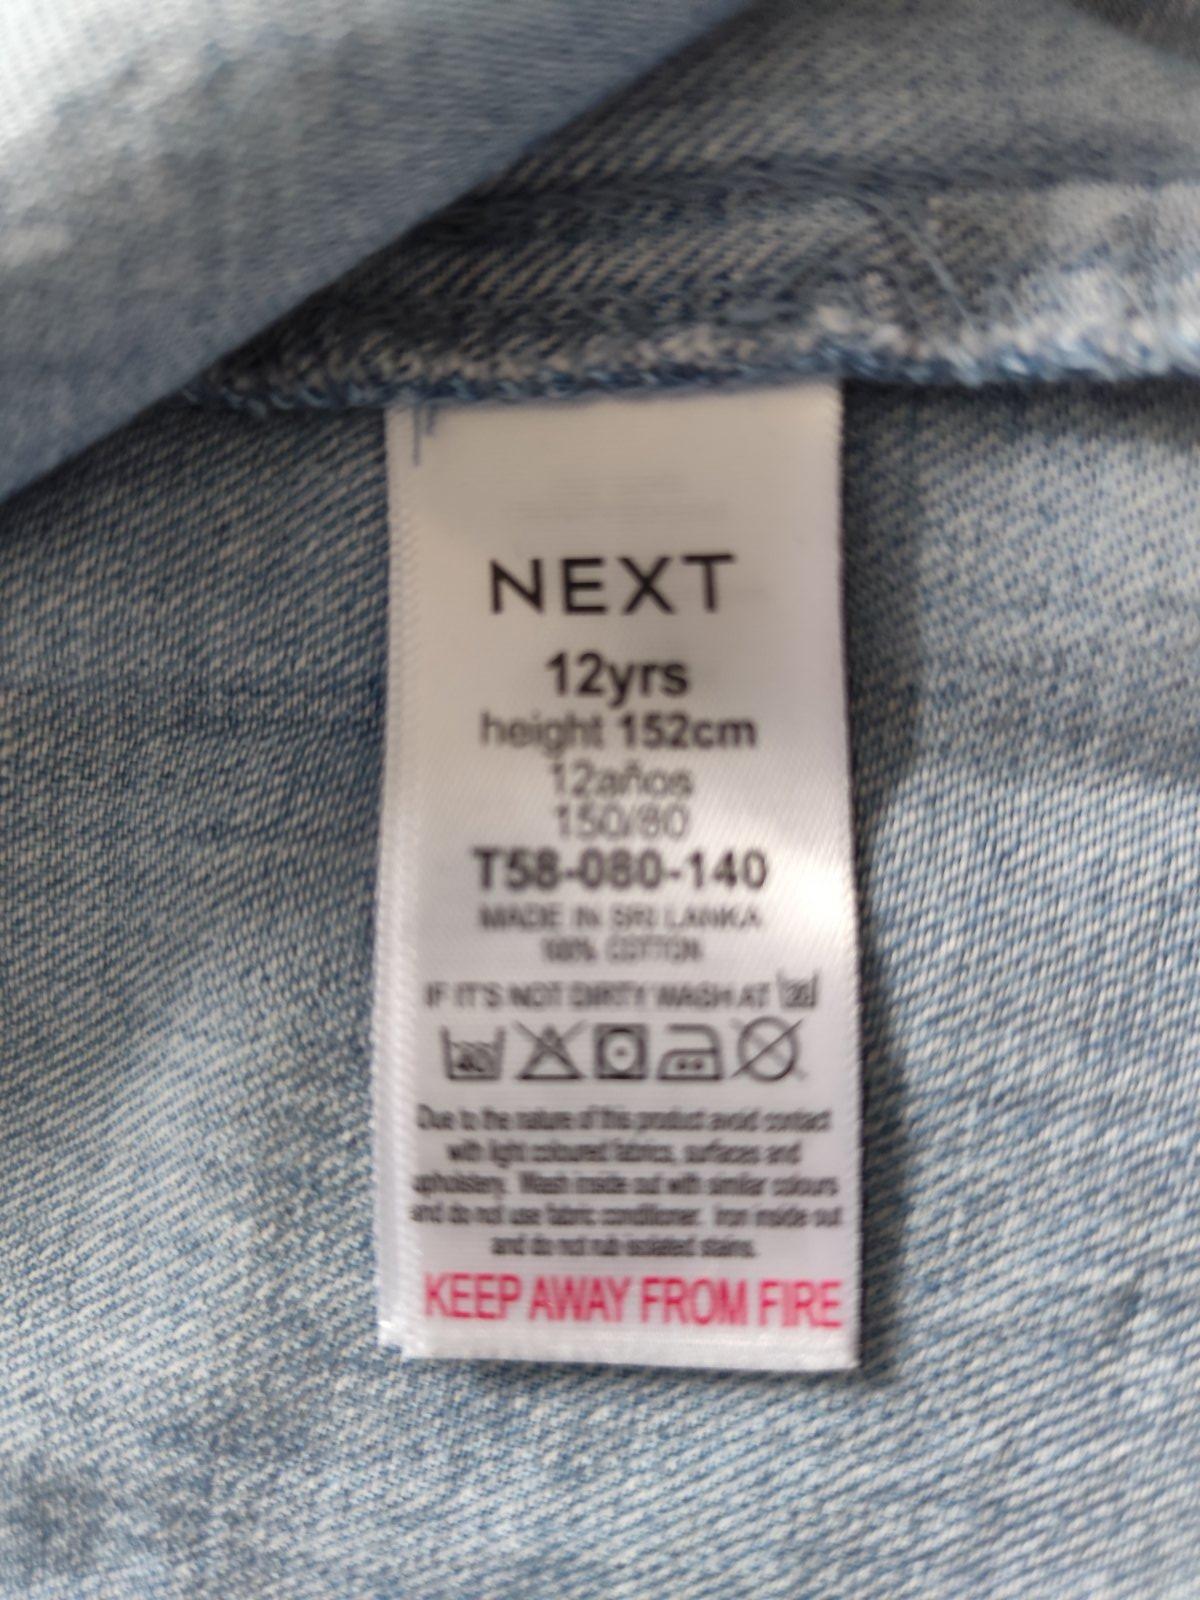 NEXT
12yrs
height 152cm
12años
150/80
T58-080-140
MADE IN SRI LANKA
100% COTTON
IF IT'S NOT DIRTY WASH AT 30
40
Due to the nature of this product avoid contact
with light coloured fabrics, surfaces and
upholstery. Wash inside out with similar colours
and do not use fabric conditioner. Iron inside out
and do not rub isolated stains.
KEEP AWAY FROM FIRE